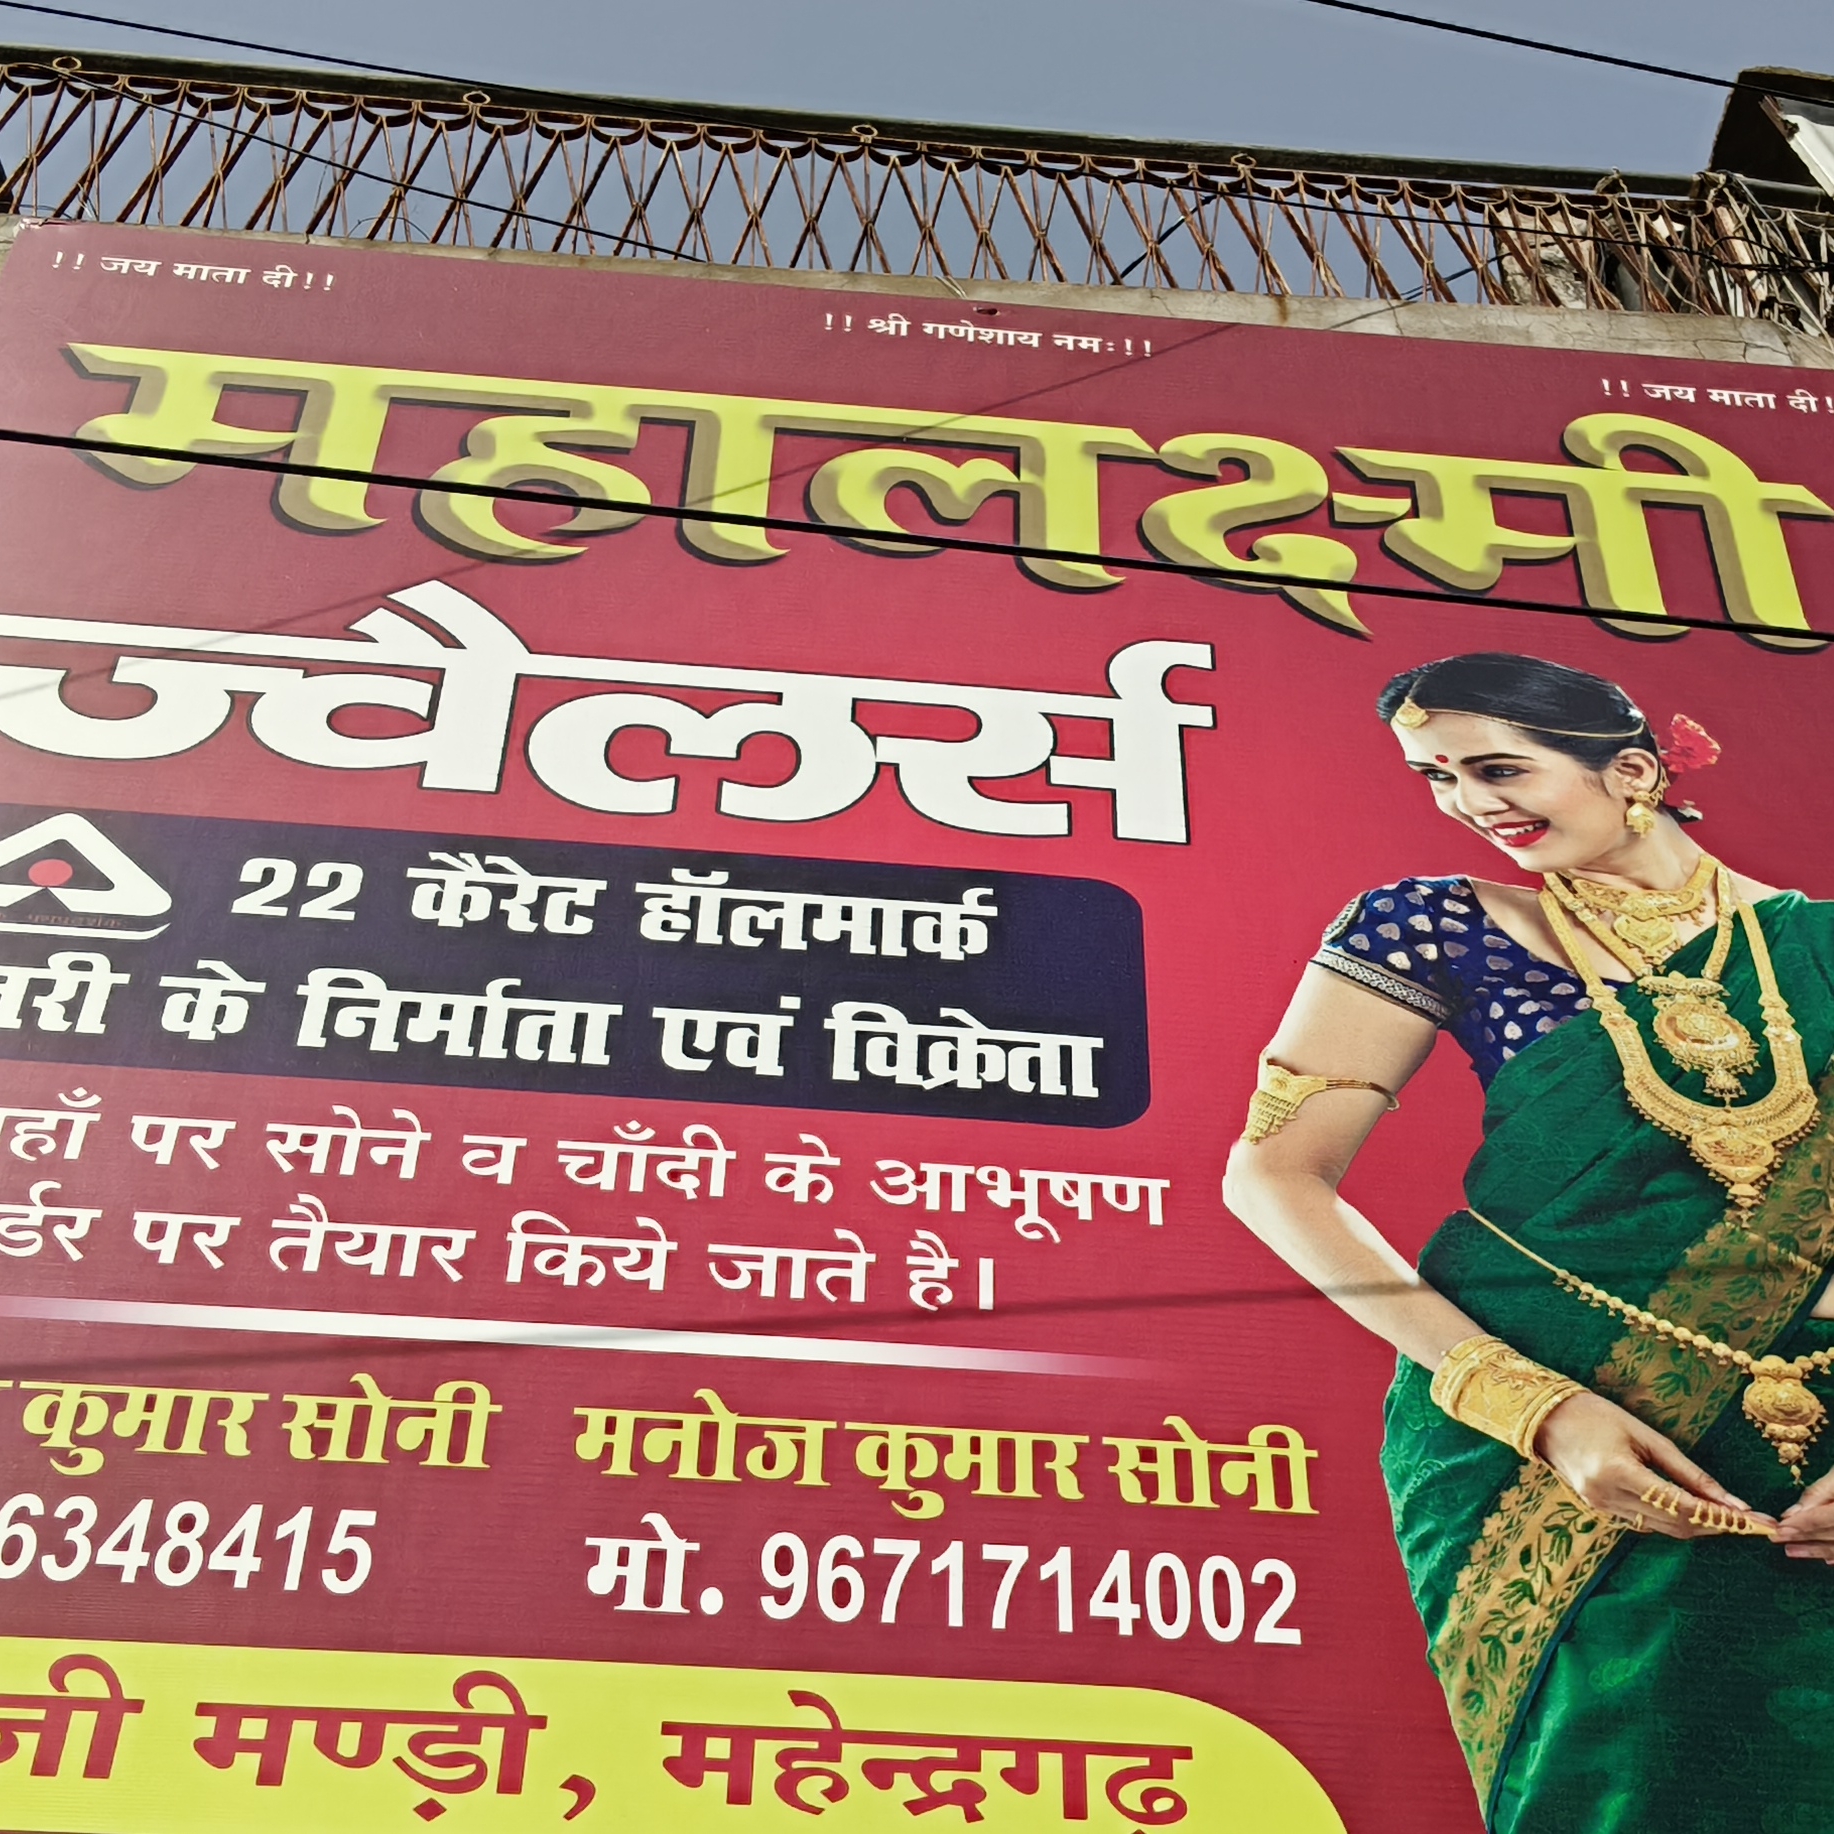 !! जय माता दी!!
!! श्री गणेशाय नमः!!
!! जय माता दी!
महालक्ष्मी
ज्वैलर्स
22 कैरेट हॉलमार्क
के निर्माता एवं विक्रेता
पर सोने व चाँदी के आभूषण
पर तैयार किये जाते है।
कुमार सोनी मनोज कुमार सोनी
6348415 मो. 9671714002
मण्ड़ी, महेन्द्रगढ़